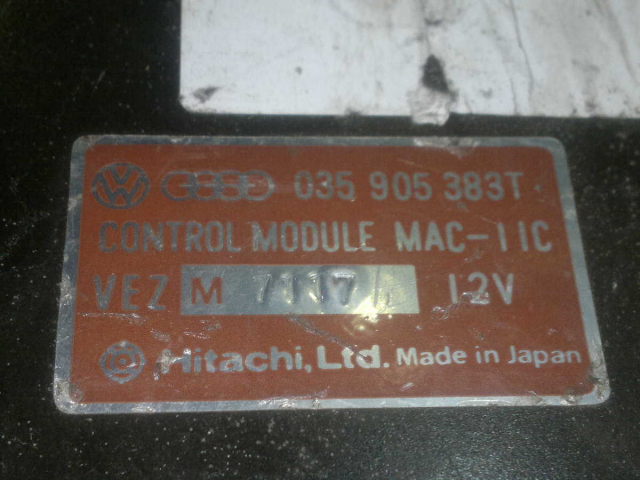 035 905 383T
CONTROL MODULE MAC-11C
VEZ M 12V
Hitachi, Ltd. Made in Japan